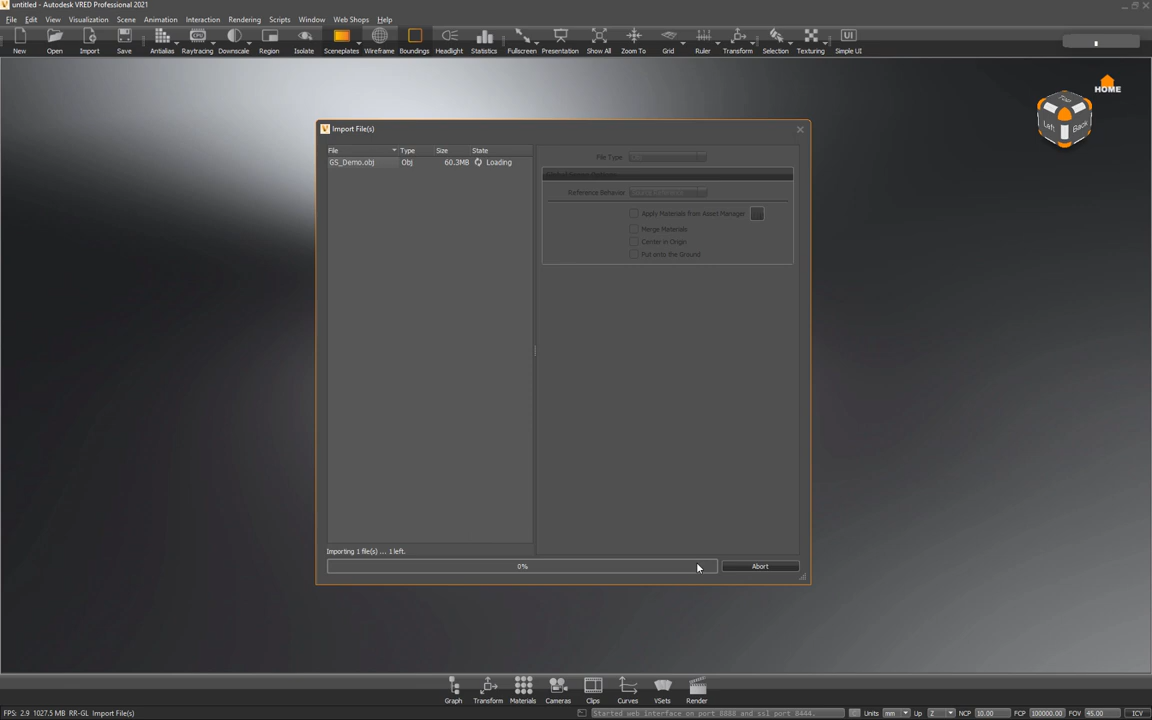 untitled - Autodesk VRED Professional 2021
File Edit View Visualization Scene Animation Interaction Rendering Scripts Window Web Shops Help
New Open Import Save Antialias Raytracing Downscale Region Isolate Sceneplates Wireframe Boundings Headlight Statistics Fullscreen Presentation Show All Zoom To Grid Ruler Transform Selection Texturing Simple UI
HOME
Top
Left Back
Import File(s)
File Type Size State
GS_Demo.obj Obj 60.3MB Loading
File Type
Reference Behavior
Apply Materials from Asset Manager
Merge Materials
Center in Origin
Put onto the Ground
Importing 1 file(s) ... 1 left.
0% Abort
Graph Transform Materials Cameras Clips Curves VSets Render
FPS: 2.9 1027.5 MB RR-GL Import File(s) Started web interface on port 8888 and ssl port 8444. Units mm Up Z NCP 10.00 FCP 100000.00 FOV 45.00 ICV